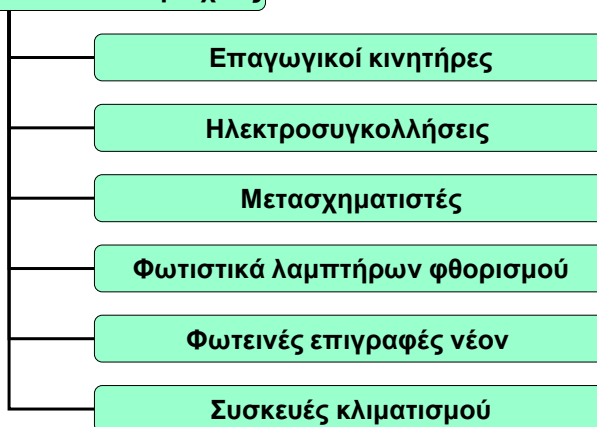 Επαγωγικοί κινητήρες
Ηλεκτροσυγκολλήσεις
Μετασχηματιστές
Φωτιστικά λαμπτήρων φθορισμού
Φωτεινές επιγραφές νέον
Συσκευές κλιματισμού